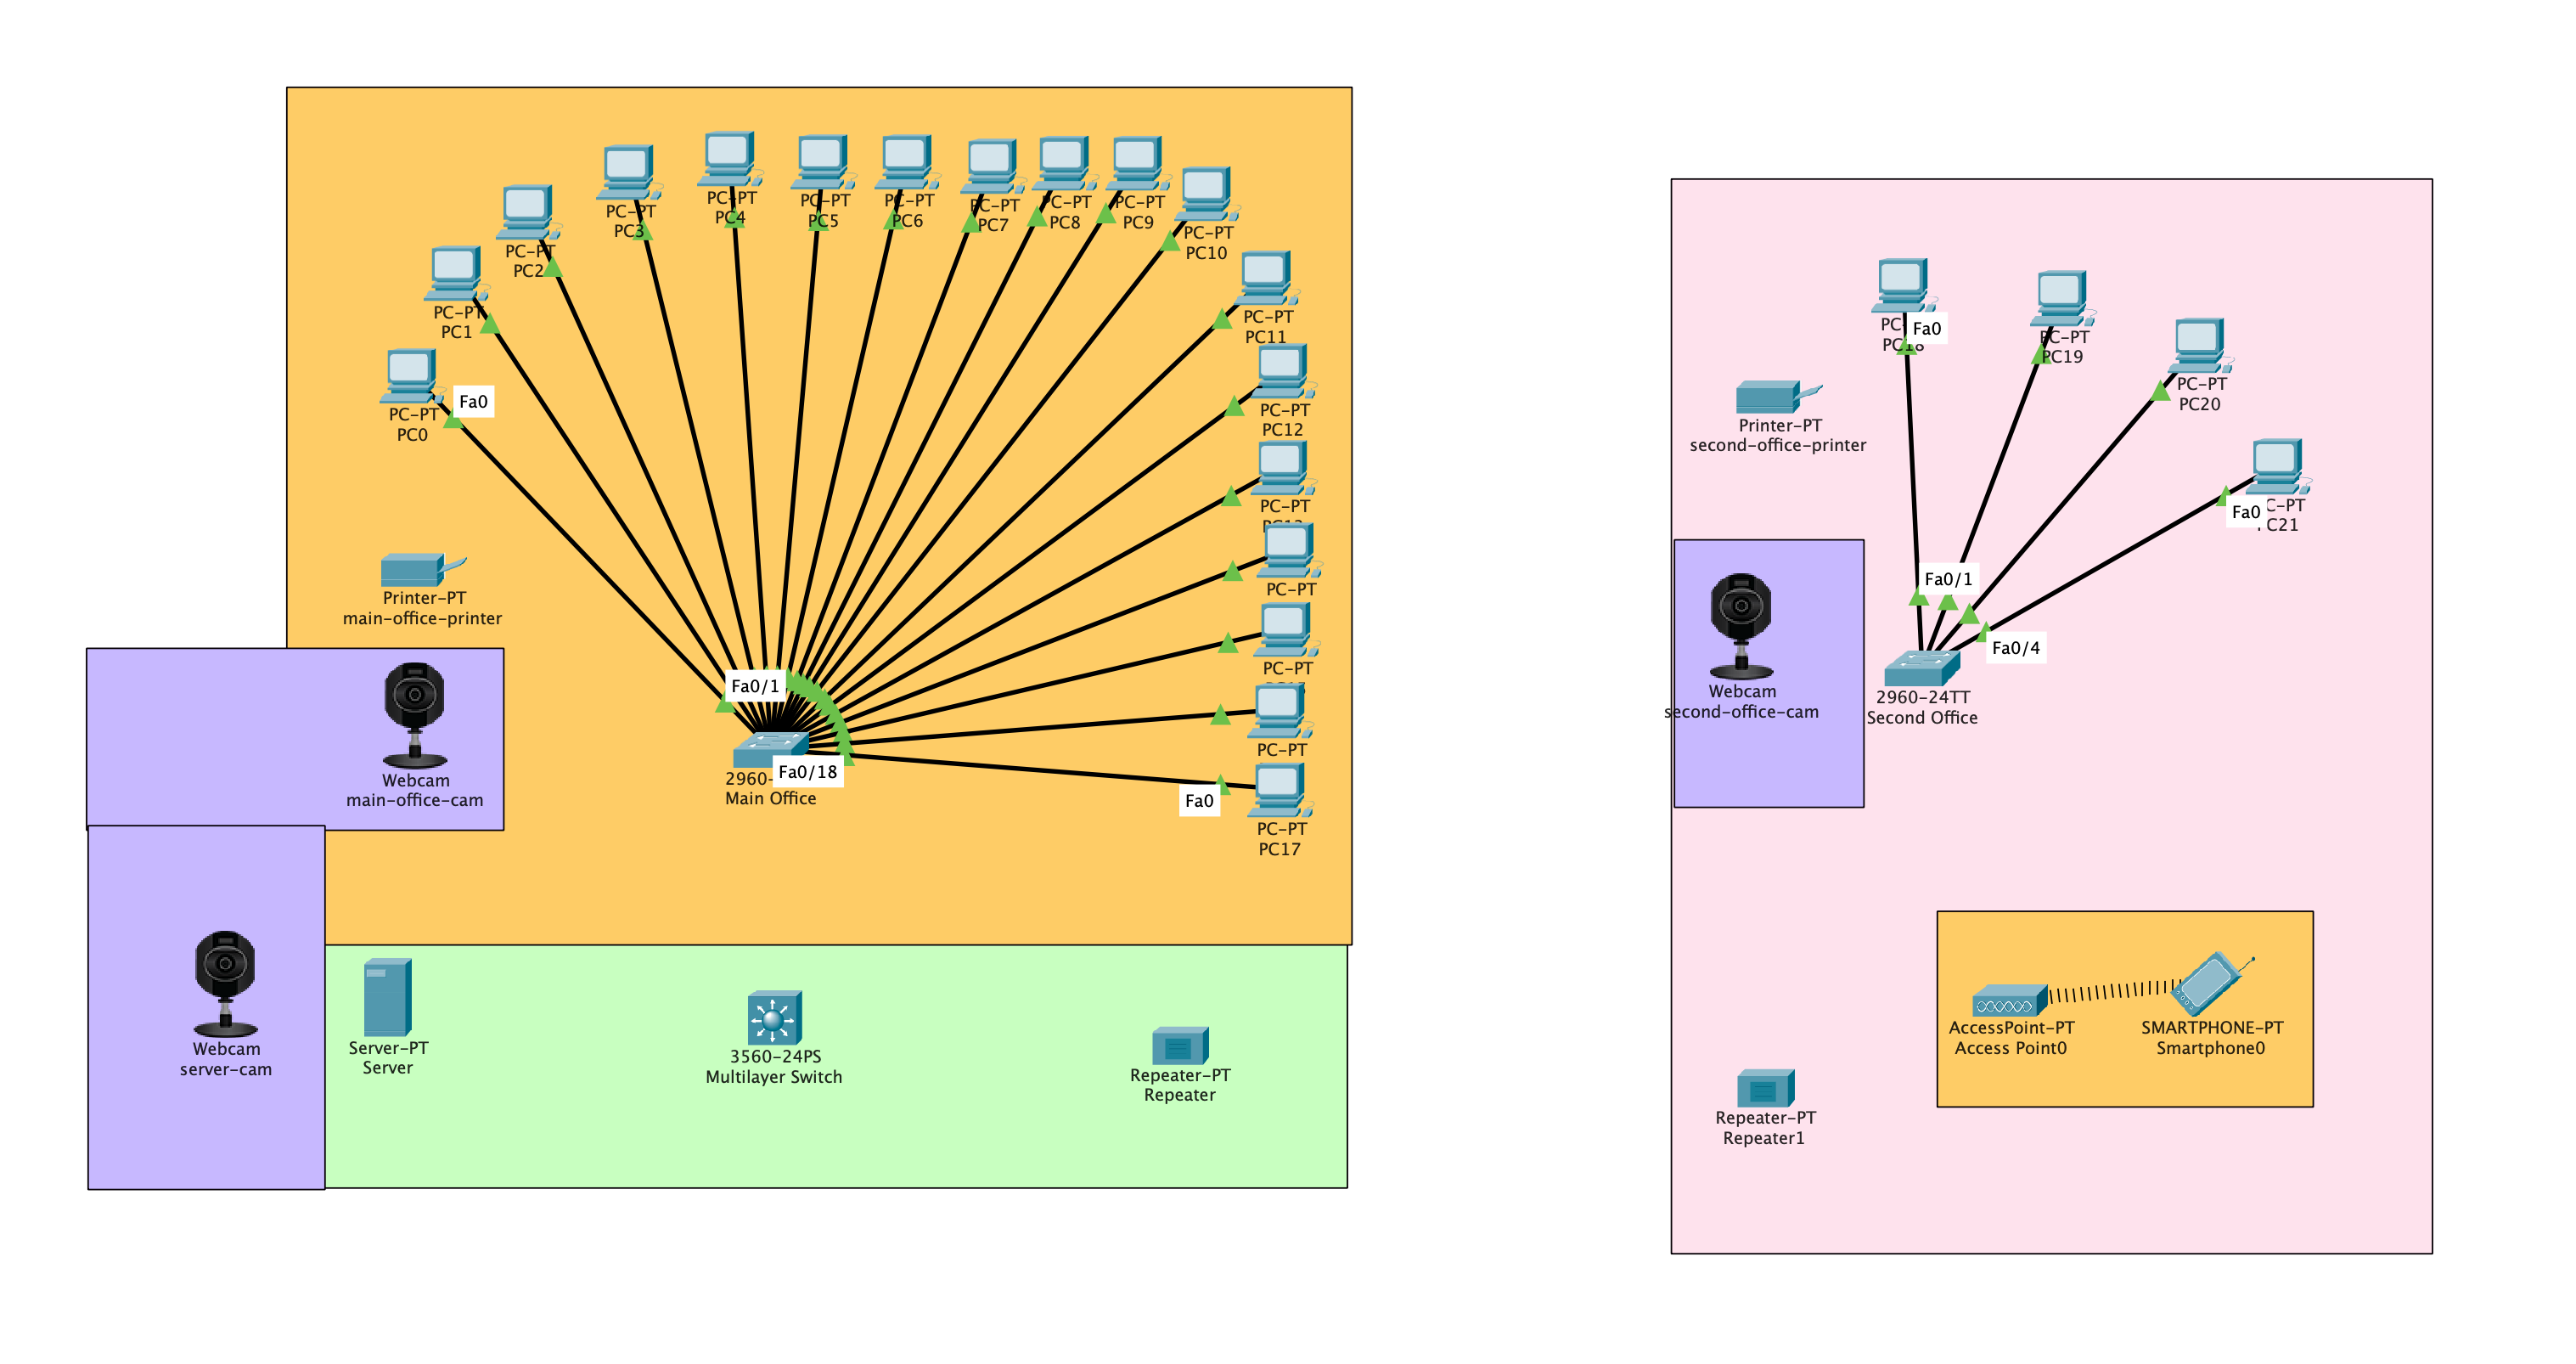 PC-PT
PC0
Fa0
PC-PT
PC1
PC-PT
PC2
PC-PT
PC3
PC-PT
PC4
PC-PT
PC5
PC-PT
PC6
PC-PT
PC7
PC-PT
PC8
PC-PT
PC9
PC-PT
PC10
PC-PT
PC11
PC-PT
PC12
PC-PT
PC-PT
PC-PT
PC-PT
Fa0
PC-PT
PC17
Printer-PT
main-office-printer
Webcam
main-office-cam
Fa0/1
Fa0/18
2960-
Main Office
Webcam
server-cam
Server-PT
Server
3560-24PS
Multilayer Switch
Repeater-PT
Repeater
Fa0
PC18
PC-PT
PC19
PC-PT
PC20
Fa0
PC21
Printer-PT
second-office-printer
Webcam
second-office-cam
Fa0/1
Fa0/4
2960-24TT
Second Office
AccessPoint-PT
Access Point0
SMARTPHONE-PT
Smartphone0
Repeater-PT
Repeater1